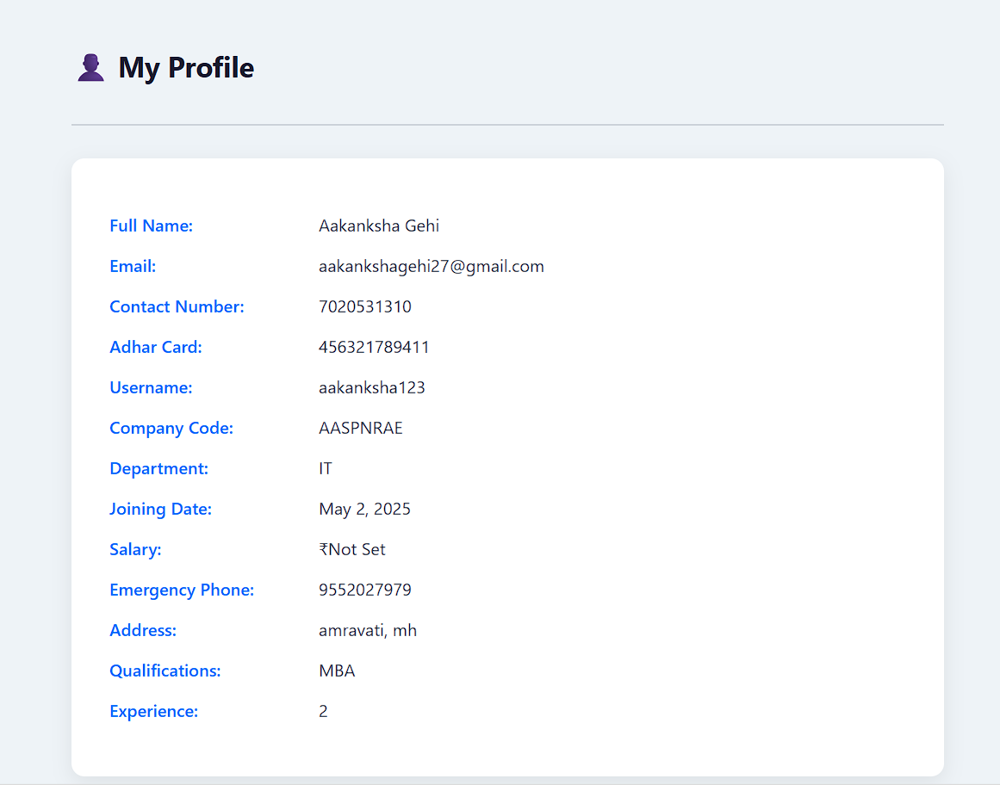 My Profile
Full Name: Aakanksha Gehi
Email: aakankshagehi27@gmail.com
Contact Number: 7020531310
Adhar Card: 456321789411
Username: aakanksha123
Company Code: AASPNRAE
Department: IT
Joining Date: May 2, 2025
Salary: ₹Not Set
Emergency Phone: 9552027979
Address: amravati, mh
Qualifications: MBA
Experience: 2